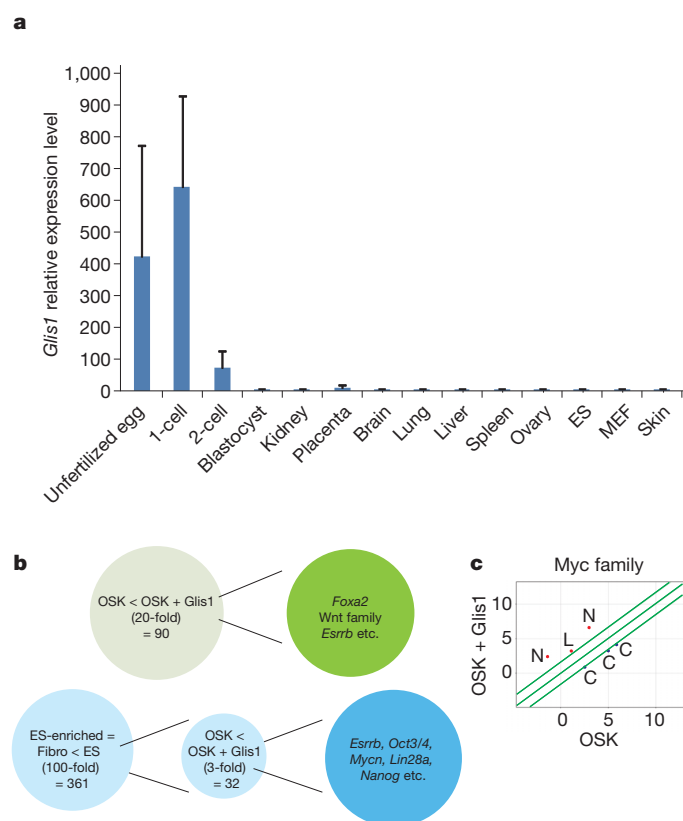 a
Glis1 relative expression level
1,000
900
800
700
600
500
400
300
200
100
0
Unfertilized egg
1-cell
2-cell
Blastocyst
Kidney
Placenta
Brain
Lung
Liver
Spleen
Ovary
ES
MEF
Skin
b
OSK < OSK + Glis1
(20-fold)
= 90
Foxa2
Wnt family
Esrrb etc.
ES-enriched =
Fibro < ES
(100-fold)
= 361
OSK <
OSK + Glis1
(3-fold)
= 32
Esrrb, Oct3/4,
Mycn, Lin28a,
Nanog etc.
c
Myc family
OSK + Glis1
10
5
0
N
L
N
C
C
C
0
5
10
OSK